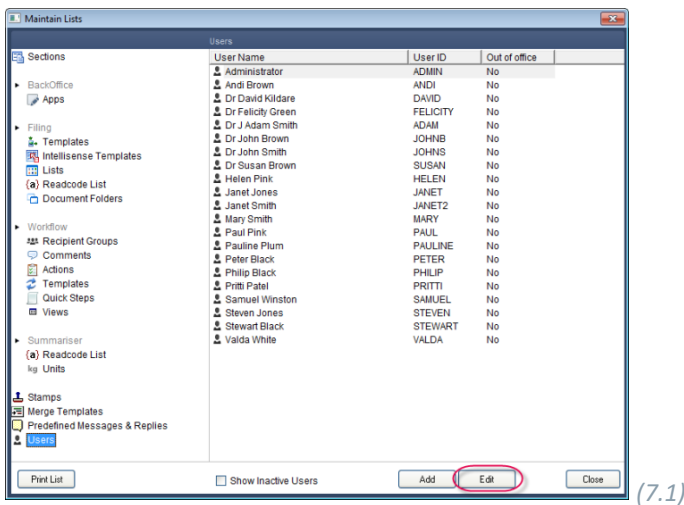 Maintain Lists
Users
Sections
BackOffice
Apps
Filing
Templates
Intellisense Templates
Lists
{a} Readcode List
Document Folders
Workflow
Recipient Groups
Comments
Actions
Templates
Quick Steps
Views
Summariser
{a} Readcode List
kg Units
Stamps
Merge Templates
Predefined Messages & Replies
Users
User Name User ID Out of office
Administrator ADMIN No
Andi Brown ANDI No
Dr David Kildare DAVID No
Dr Felicity Green FELICITY No
Dr J Adam Smith ADAM No
Dr John Brown JOHNB No
Dr John Smith JOHNS No
Dr Susan Brown SUSAN No
Helen Pink HELEN No
Janet Jones JANET No
Janet Smith JANET2 No
Mary Smith MARY No
Paul Pink PAUL No
Pauline Plum PAULINE No
Peter Black PETER No
Philip Black PHILIP No
Pritti Patel PRITTI No
Samuel Winston SAMUEL No
Steven Jones STEVEN No
Stewart Black STEWART No
Valda White VALDA No
Print List Show Inactive Users Add Edit Close
(7.1)